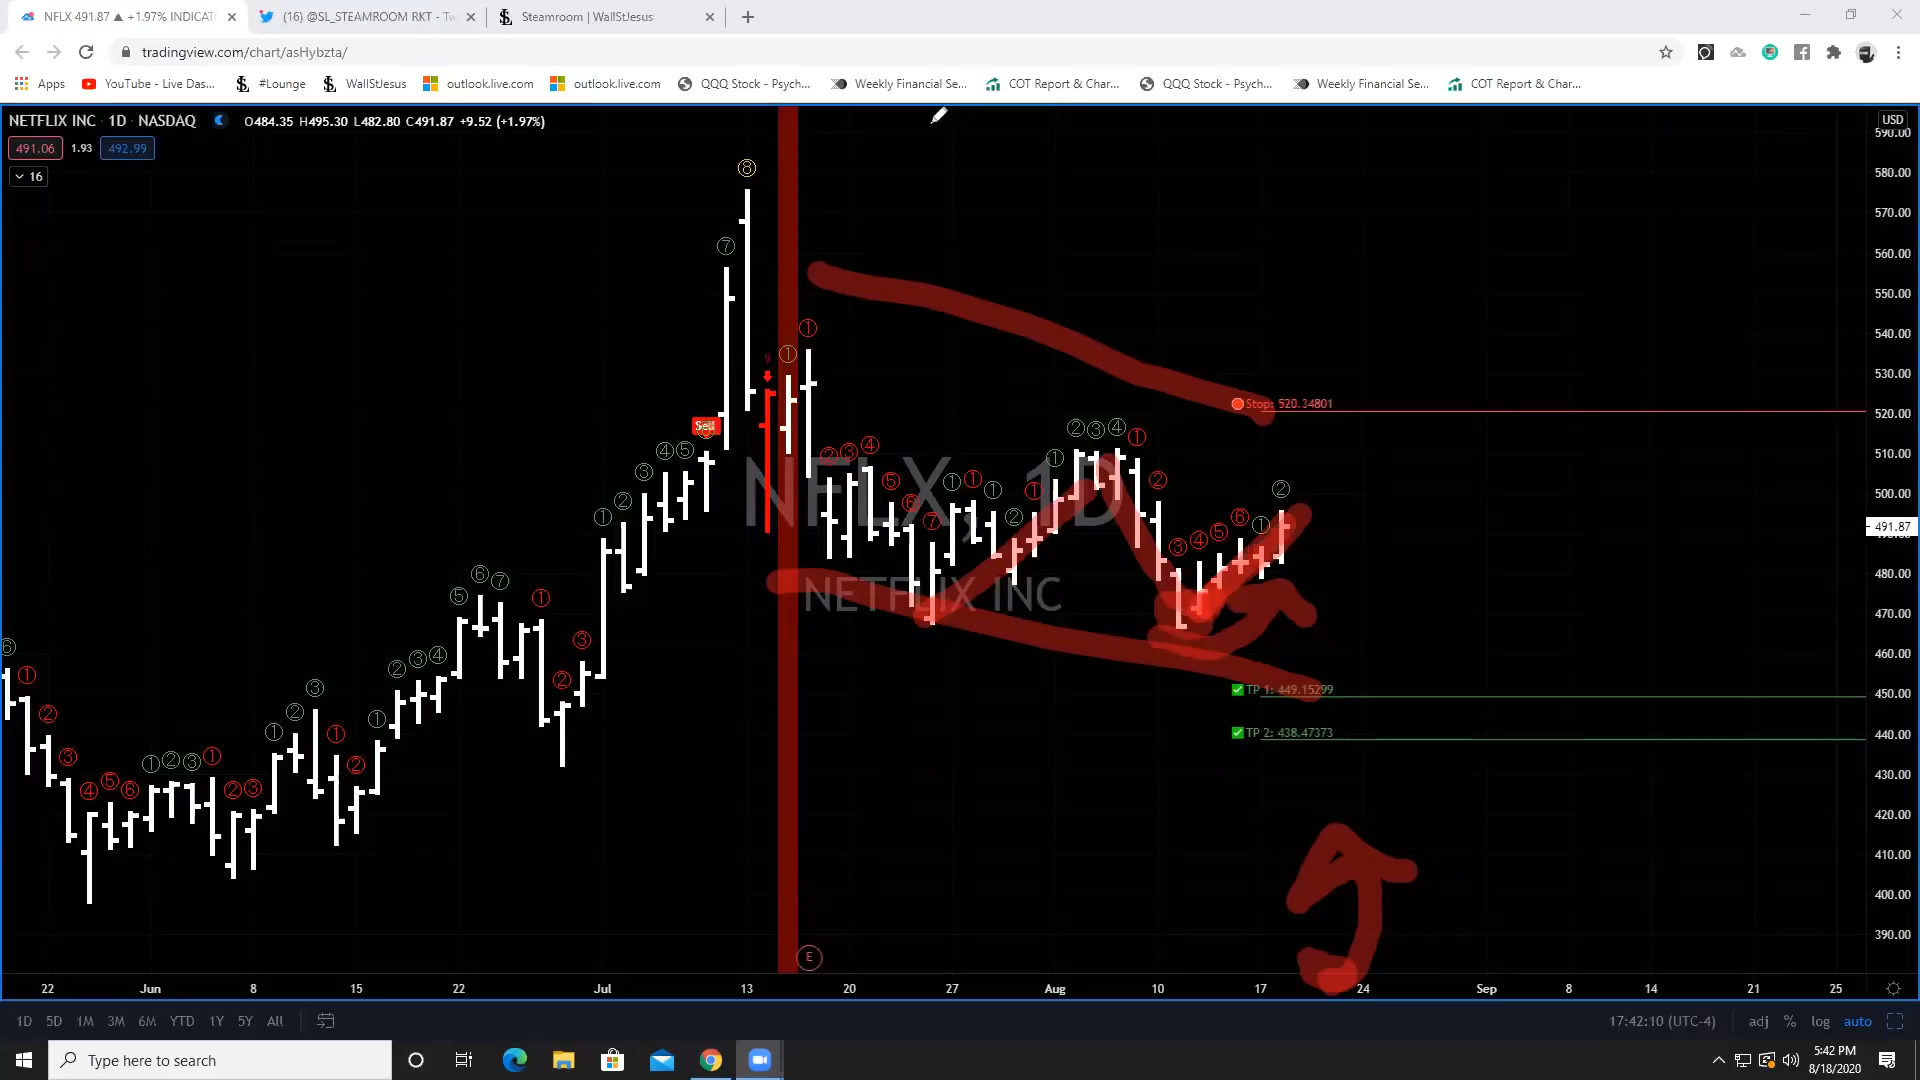 NFLX 491.87 ▲ +1.97% INDICATO
(16) @SL_STEAMROOM RKT - Tw
Steamroom | WallStJesus
tradingview.com/chart/asHybzta/
Apps
YouTube - Live Das...
#Lounge
WallStJesus
outlook.live.com
outlook.live.com
QQQ Stock - Psych...
Weekly Financial Se...
COT Report & Char...
QQQ Stock - Psych...
Weekly Financial Se...
COT Report & Char...
NETFLIX INC · 1D · NASDAQ
O484.35 H495.30 L482.80 C491.87 +9.52 (+1.97%)
USD
491.06 1.93 492.99
16
590.00
580.00
570.00
560.00
550.00
540.00
530.00
520.00
510.00
500.00
491.87
480.00
470.00
460.00
450.00
440.00
430.00
420.00
410.00
400.00
390.00
Sell
NFLX, 1D
NETFLIX INC
Stop: 520.34801
TP 1: 449.15299
TP 2: 438.47373
E
22 Jun 8 15 22 Jul 13 20 27 Aug 10 17 24 Sep 8 14 21 25
1D 5D 1M 3M 6M YTD 1Y 5Y All
17:42:10 (UTC-4) adj % log auto
Type here to search
5:42 PM
8/18/2020